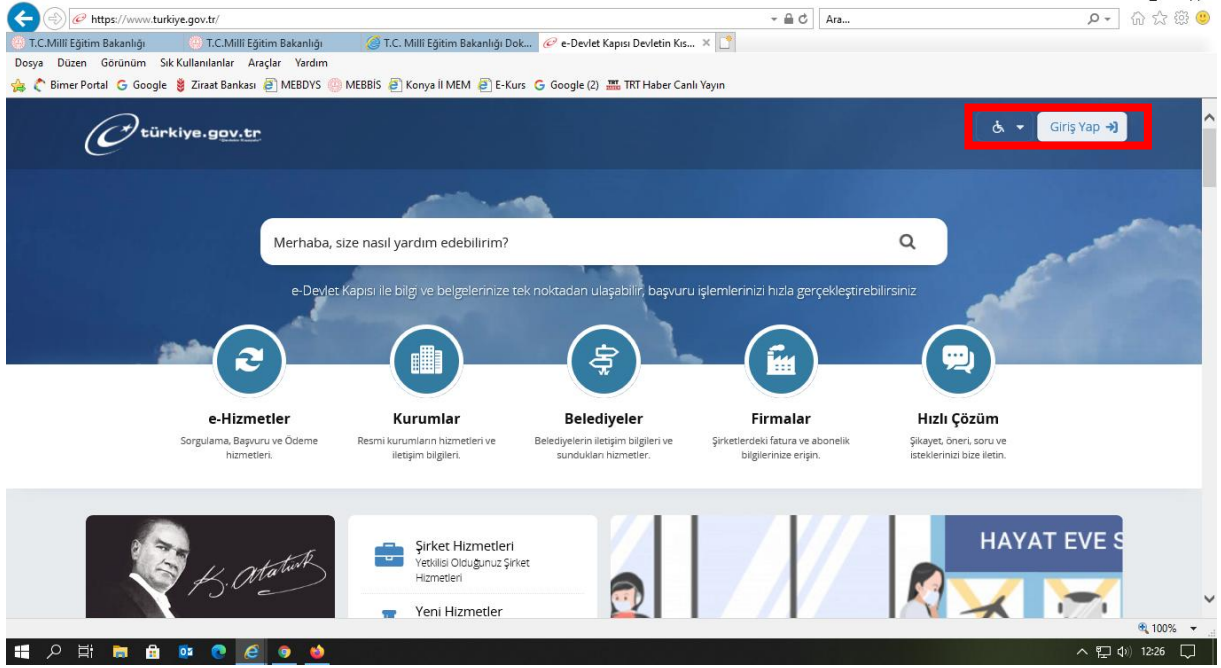 https://www.turkiye.gov.tr/
Ara...
T.C.Millî Eğitim Bakanlığı
T.C.Millî Eğitim Bakanlığı
T.C. Millî Eğitim Bakanlığı Dok...
e-Devlet Kapısı Devletin Kıs...
Dosya Düzen Görünüm Sık Kullanılanlar Araçlar Yardım
Bimer Portal Google Ziraat Bankası MEBDYS MEBBİS Konya İl MEM E-Kurs Google (2) TRT Haber Canlı Yayın
türkiye.gov.tr
Giriş Yap
Merhaba, size nasıl yardım edebilirim?
e-Devlet Kapısı ile bilgi ve belgelerinize tek noktadan ulaşabilir, başvuru işlemlerinizi hızla gerçekleştirebilirsiniz
e-Hizmetler
Sorgulama, Başvuru ve Ödeme
hizmetleri.
Kurumlar
Resmi kurumların hizmetleri ve
iletişim bilgileri.
Belediyeler
Belediyelerin iletişim bilgileri ve
sundukları hizmetler.
Firmalar
Şirketlerdeki fatura ve abonelik
bilgilerinize erişin.
Hızlı Çözüm
Şikayet, öneri, soru ve
isteklerinizi bize iletin.
K. Atatürk
Şirket Hizmetleri
Yetkilisi Olduğunuz Şirket
Hizmetleri
Yeni Hizmetler
HAYAT EVE S
100%
12:26